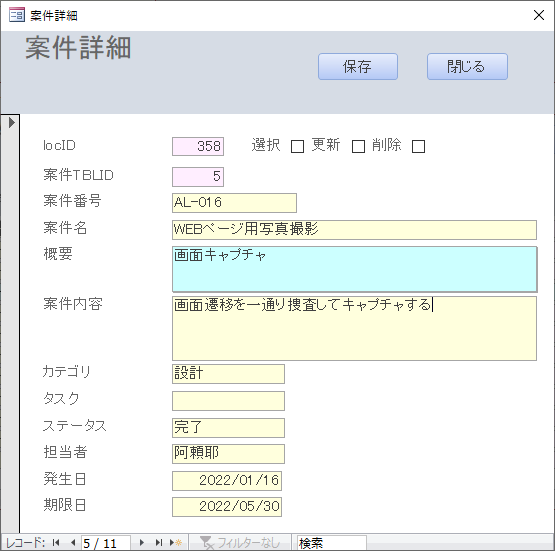 案件詳細
案件詳細
保存 閉じる
locID 358 選択 更新 削除
案件TBLID 5
案件番号 AL-016
案件名 WEBページ用写真撮影
概要 画面キャプチャ
案件内容 画面遷移を一通り捜査してキャプチャする
カテゴリ 設計
タスク
ステータス 完了
担当者 阿頼耶
発生日 2022/01/16
期限日 2022/05/30
レコード: 5 / 11 フィルターなし 検索